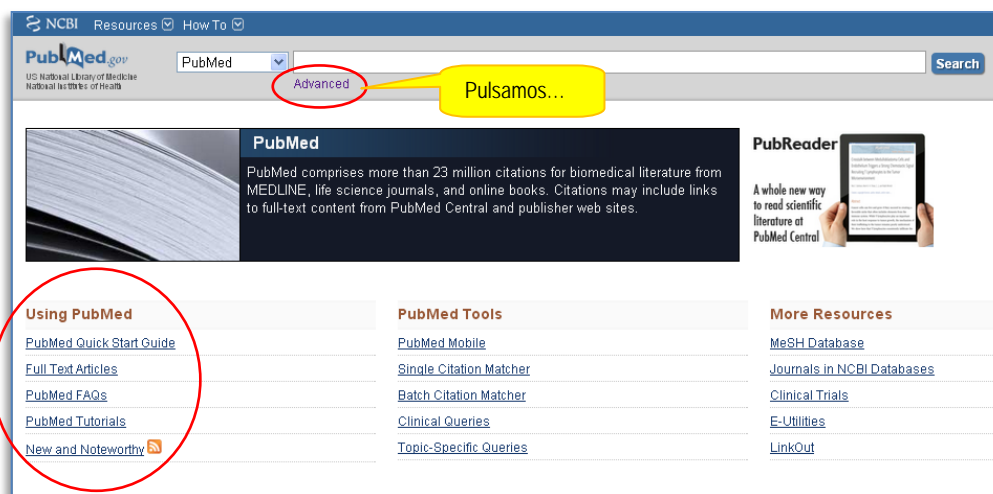 NCBI Resources How To
PubMed.gov
US National Library of Medicine
National Institutes of Health
PubMed
Search
Advanced
Pulsamos...
PubMed
PubMed comprises more than 23 million citations for biomedical literature from
MEDLINE, life science journals, and online books. Citations may include links
to full-text content from PubMed Central and publisher web sites.
PubReader
A whole new way
to read scientific
literature at
PubMed Central
Using PubMed
PubMed Quick Start Guide
Full Text Articles
PubMed FAQs
PubMed Tutorials
New and Noteworthy
PubMed Tools
PubMed Mobile
Single Citation Matcher
Batch Citation Matcher
Clinical Queries
Topic-Specific Queries
More Resources
MeSH Database
Journals in NCBI Databases
Clinical Trials
E-Utilities
LinkOut